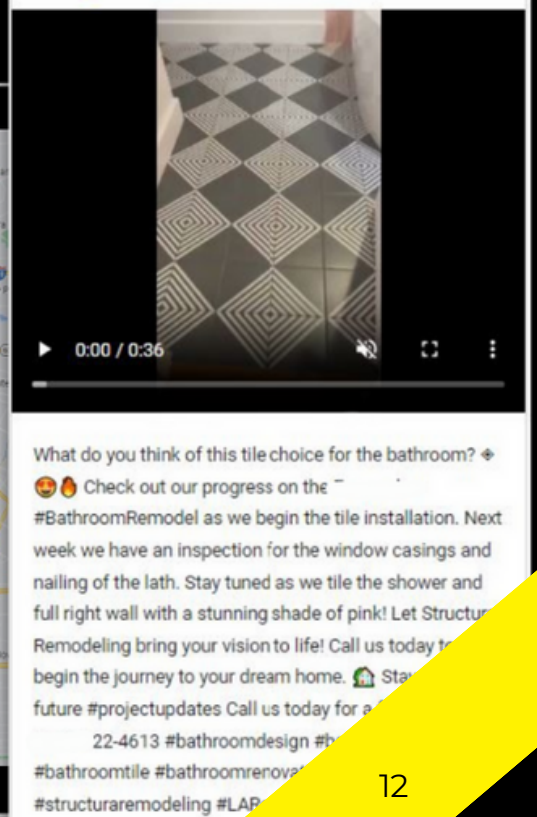 0:00 / 0:36
What do you think of this tile choice for the bathroom?
😍🔥 Check out our progress on the
#BathroomRemodel as we begin the tile installation. Next
week we have an inspection for the window casings and
nailing of the lath. Stay tuned as we tile the shower and
full right wall with a stunning shade of pink! Let
Remodeling bring your vision to life! Call us today
begin the journey to your dream home. 🏠
future #projectupdates Call us today for a
22-4613 #bathroomdesign
#bathroomtile
#structuraremodeling
12